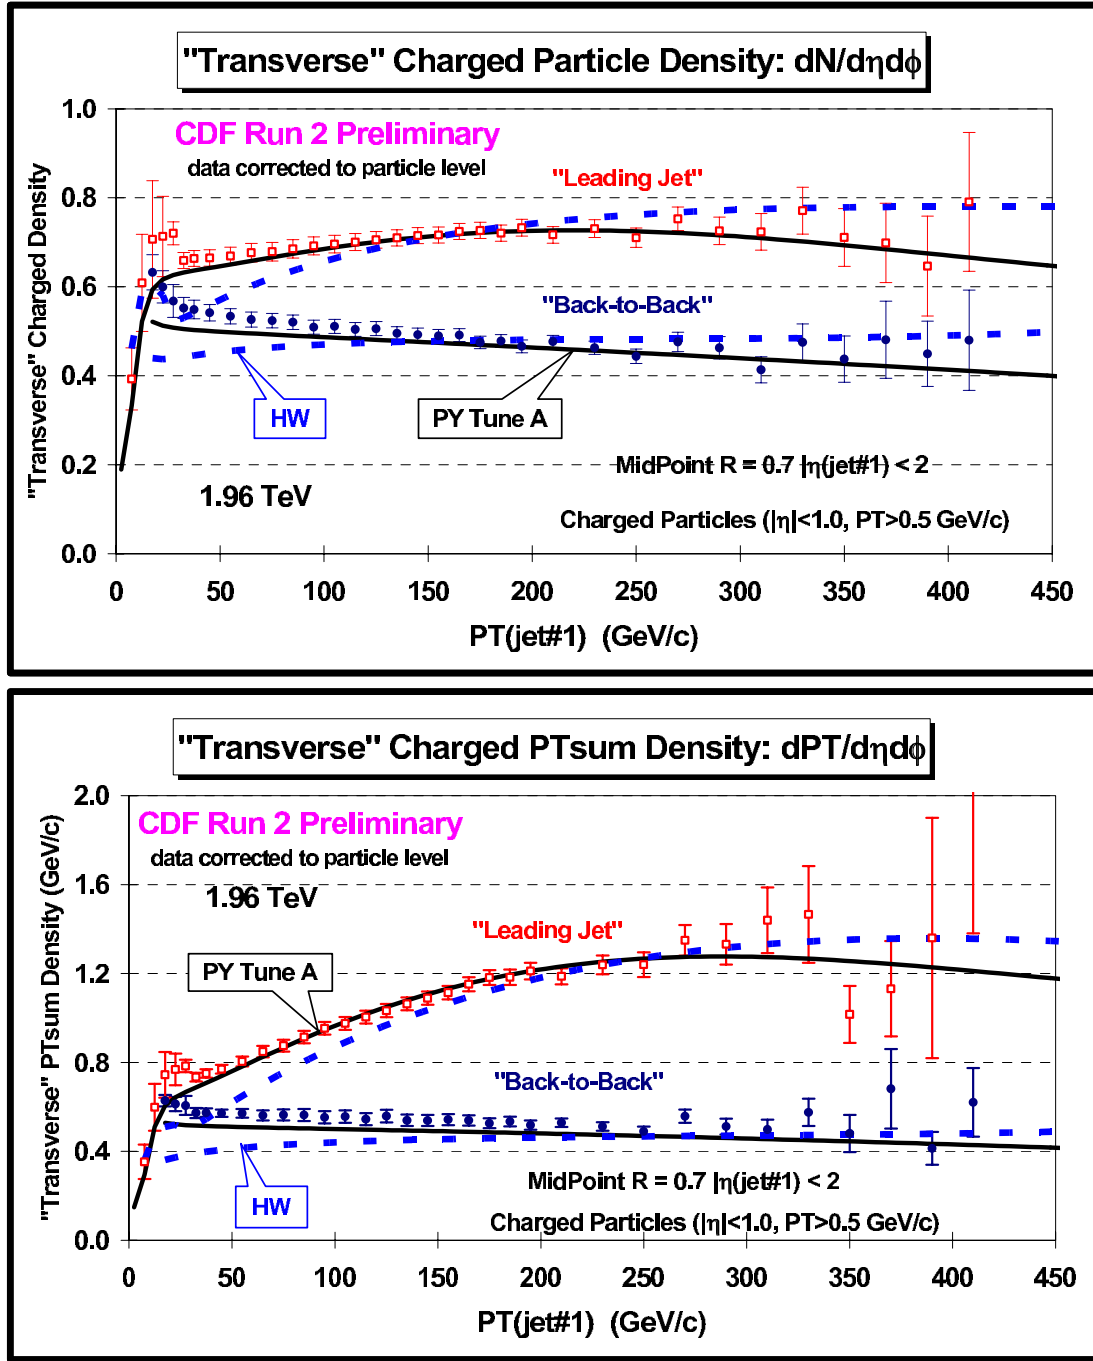 "Transverse" Charged Particle Density: dN/dηdϕ
1.0
CDF Run 2 Preliminary
data corrected to particle level
"Leading Jet"
0.8
0.6
"Back-to-Back"
0.4
HW
PY Tune A
MidPoint R = 0.7 |η(jet#1) < 2
0.2
1.96 TeV
Charged Particles (|η|<1.0, PT>0.5 GeV/c)
0.0
"Transverse" Charged Density
0 50 100 150 200 250 300 350 400 450
PT(jet#1) (GeV/c)
"Transverse" Charged PTsum Density: dPT/dηdϕ
2.0
CDF Run 2 Preliminary
data corrected to particle level
1.6
1.96 TeV
"Leading Jet"
PY Tune A
1.2
0.8
"Back-to-Back"
0.4
MidPoint R = 0.7 |η(jet#1) < 2
HW
Charged Particles (|η|<1.0, PT>0.5 GeV/c)
0.0
"Transverse" PTsum Density (GeV/c)
0 50 100 150 200 250 300 350 400 450
PT(jet#1) (GeV/c)